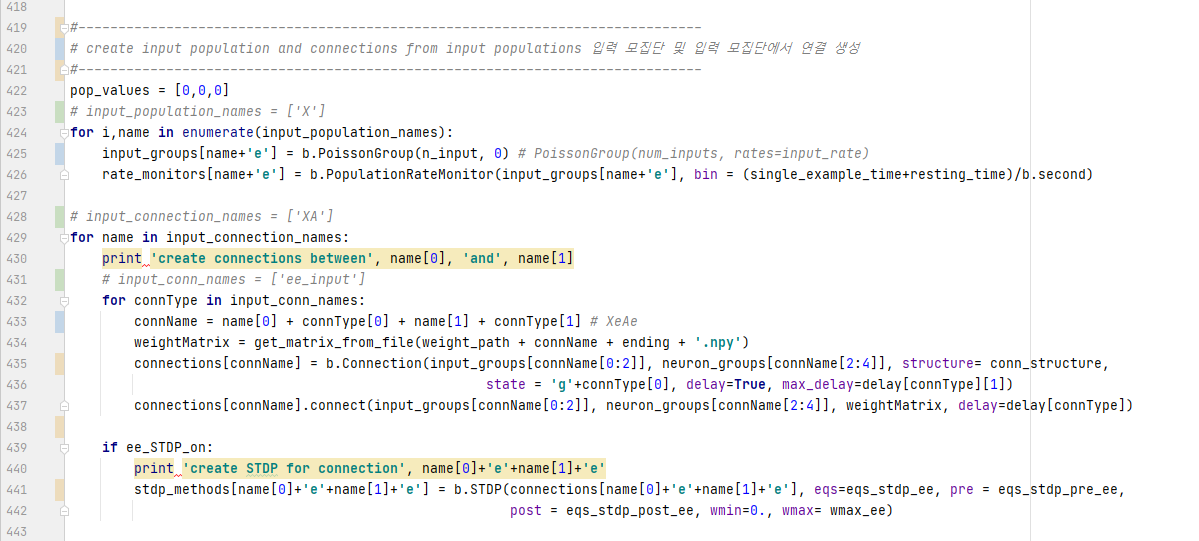 418
419 #------------------------------------------------------------------------------
420 # create input population and connections from input populations 입력 모집단 및 입력 모집단에서 연결 생성
421 #------------------------------------------------------------------------------
422 pop_values = [0,0,0]
423 # input_population_names = ['X']
424 for i,name in enumerate(input_population_names):
425     input_groups[name+'e'] = b.PoissonGroup(n_input, 0) # PoissonGroup(num_inputs, rates=input_rate)
426     rate_monitors[name+'e'] = b.PopulationRateMonitor(input_groups[name+'e'], bin = (single_example_time+resting_time)/b.second)
427
428 # input_connection_names = ['XA']
429 for name in input_connection_names:
430     print 'create connections between', name[0], 'and', name[1]
431     # input_conn_names = ['ee_input']
432     for connType in input_conn_names:
433         connName = name[0] + connType[0] + name[1] + connType[1] # XeAe
434         weightMatrix = get_matrix_from_file(weight_path + connName + ending + '.npy')
435         connections[connName] = b.Connection(input_groups[connName[0:2]], neuron_groups[connName[2:4]], structure= conn_structure,
436                                                     state = 'g'+connType[0], delay=True, max_delay=delay[connType][1])
437         connections[connName].connect(input_groups[connName[0:2]], neuron_groups[connName[2:4]], weightMatrix, delay=delay[connType])
438
439     if ee_STDP_on:
440         print 'create STDP for connection', name[0]+'e'+name[1]+'e'
441         stdp_methods[name[0]+'e'+name[1]+'e'] = b.STDP(connections[name[0]+'e'+name[1]+'e'], eqs=eqs_stdp_ee, pre = eqs_stdp_pre_ee,
442                                                        post = eqs_stdp_post_ee, wmin=0., wmax= wmax_ee)
443